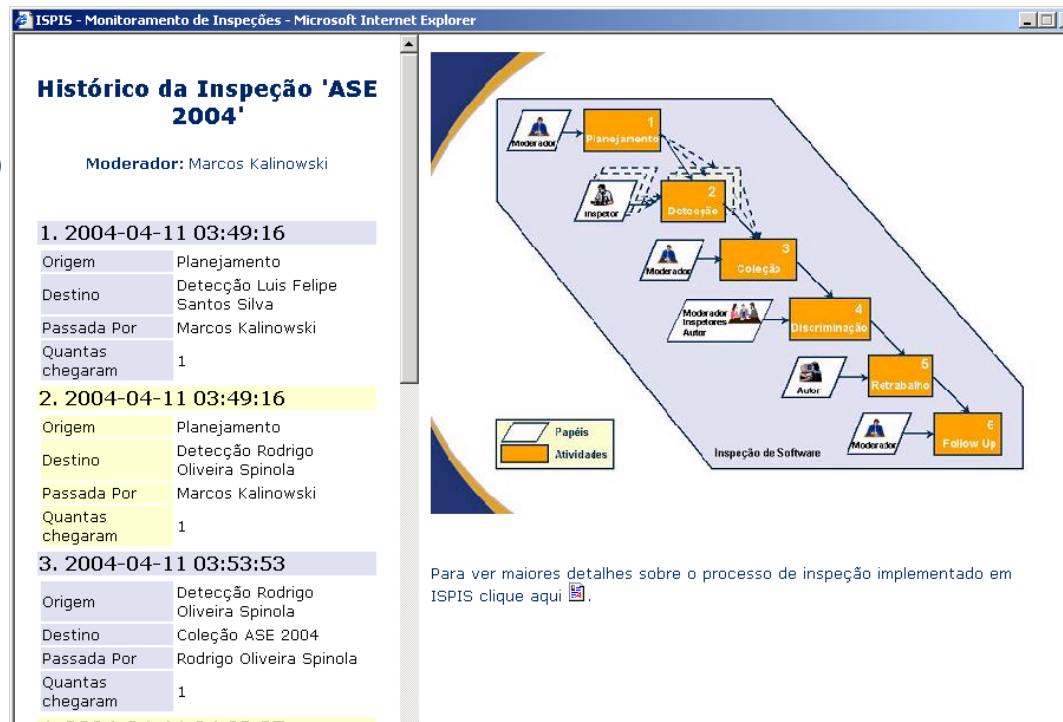 ISPIS - Monitoramento de Inspeções - Microsoft Internet Explorer
Histórico da Inspeção 'ASE
2004'
Moderador: Marcos Kalinowski
1. 2004-04-11 03:49:16
Origem Planejamento
Destino Detecção Luis Felipe
Santos Silva
Passada Por Marcos Kalinowski
Quantas
chegaram 1
2. 2004-04-11 03:49:16
Origem Planejamento
Destino Detecção Rodrigo
Oliveira Spinola
Passada Por Marcos Kalinowski
Quantas
chegaram 1
3. 2004-04-11 03:53:53
Origem Detecção Rodrigo
Oliveira Spinola
Destino Coleção ASE 2004
Passada Por Rodrigo Oliveira Spinola
Quantas
chegaram 1
Moderador
1
Planejamento
Inspetor
2
Detecção
Moderador
3
Coleção
Moderador
Inspetores
Autor
4
Discriminação
Autor
5
Retrabalho
Moderador
6
Follow Up
Papéis
Atividades
Inspeção de Software
Para ver maiores detalhes sobre o processo de inspeção implementado em
ISPIS clique aqui .